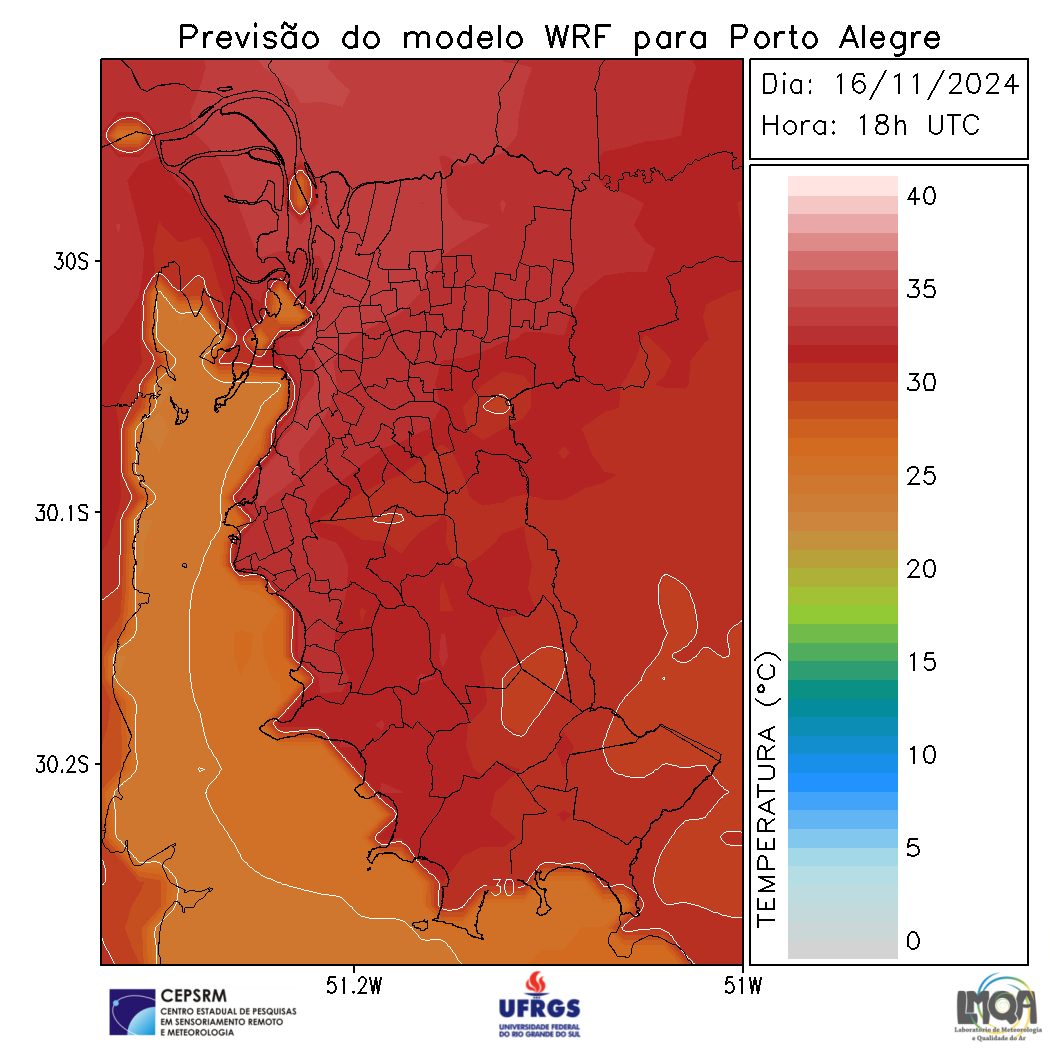 Previsão do modelo WRF para Porto Alegre
Dia: 16/11/2024
Hora: 18h UTC
30S
30.1S
30.2S
51.2W
51W
30
TEMPERATURA (°C)
40
35
30
25
20
15
10
5
0
CEPSRM
CENTRO ESTADUAL DE PESQUISAS
EM SENSORIAMENTO REMOTO
E METEOROLOGIA
UFRGS
UNIVERSIDADE FEDERAL
DO RIO GRANDE DO SUL
LMQA
Laboratório de Meteorologia
e Qualidade do Ar